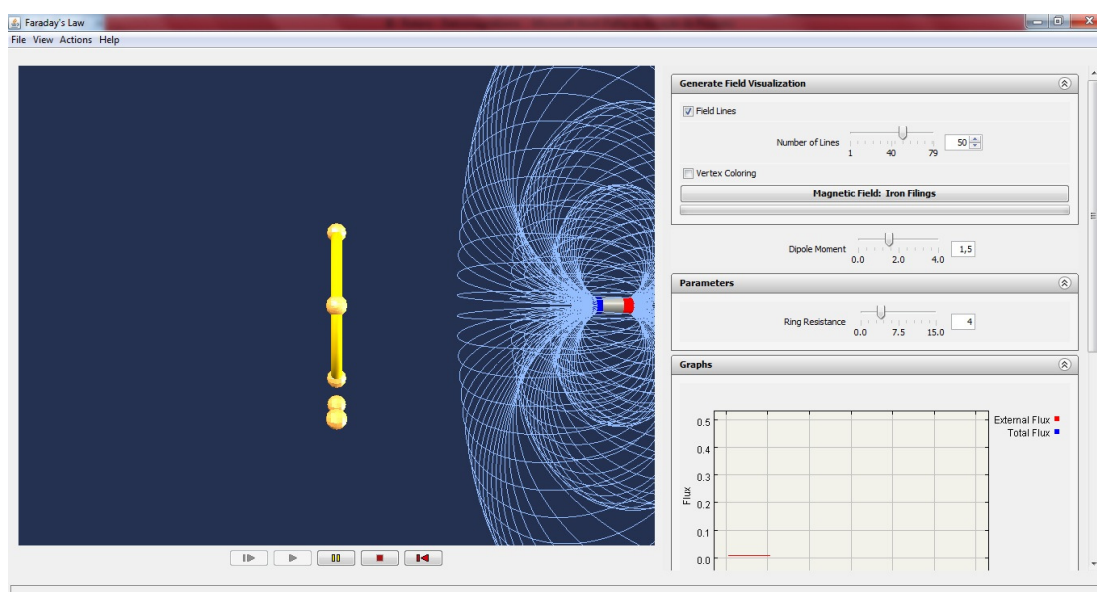 Faraday's Law
File View Actions Help
Generate Field Visualization
Field Lines
Number of Lines
50
1 40 79
Vertex Coloring
Magnetic Field: Iron Filings
Dipole Moment
1,5
0.0 2.0 4.0
Parameters
Ring Resistance
4
0.0 7.5 15.0
Graphs
0.5
External Flux
Total Flux
0.4
0.3
Flux
0.2
0.1
0.0